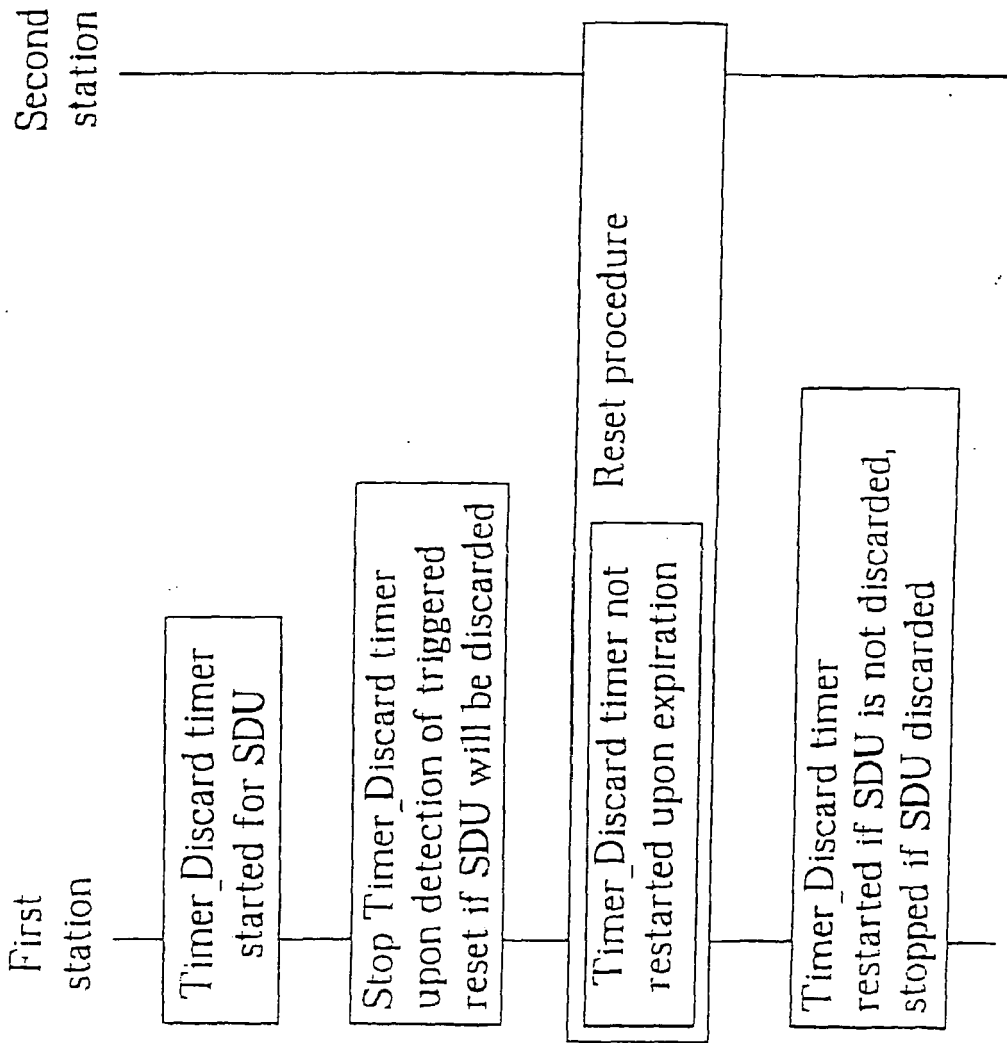 First
station
Second
station
Timer_Discard timer
started for SDU
Stop Timer_Discard timer
upon detection of triggered
reset if SDU will be discarded
Timer_Discard timer not
restarted upon expiration
Reset procedure
Timer_Discard timer
restarted if SDU is not discarded,
stopped if SDU discarded